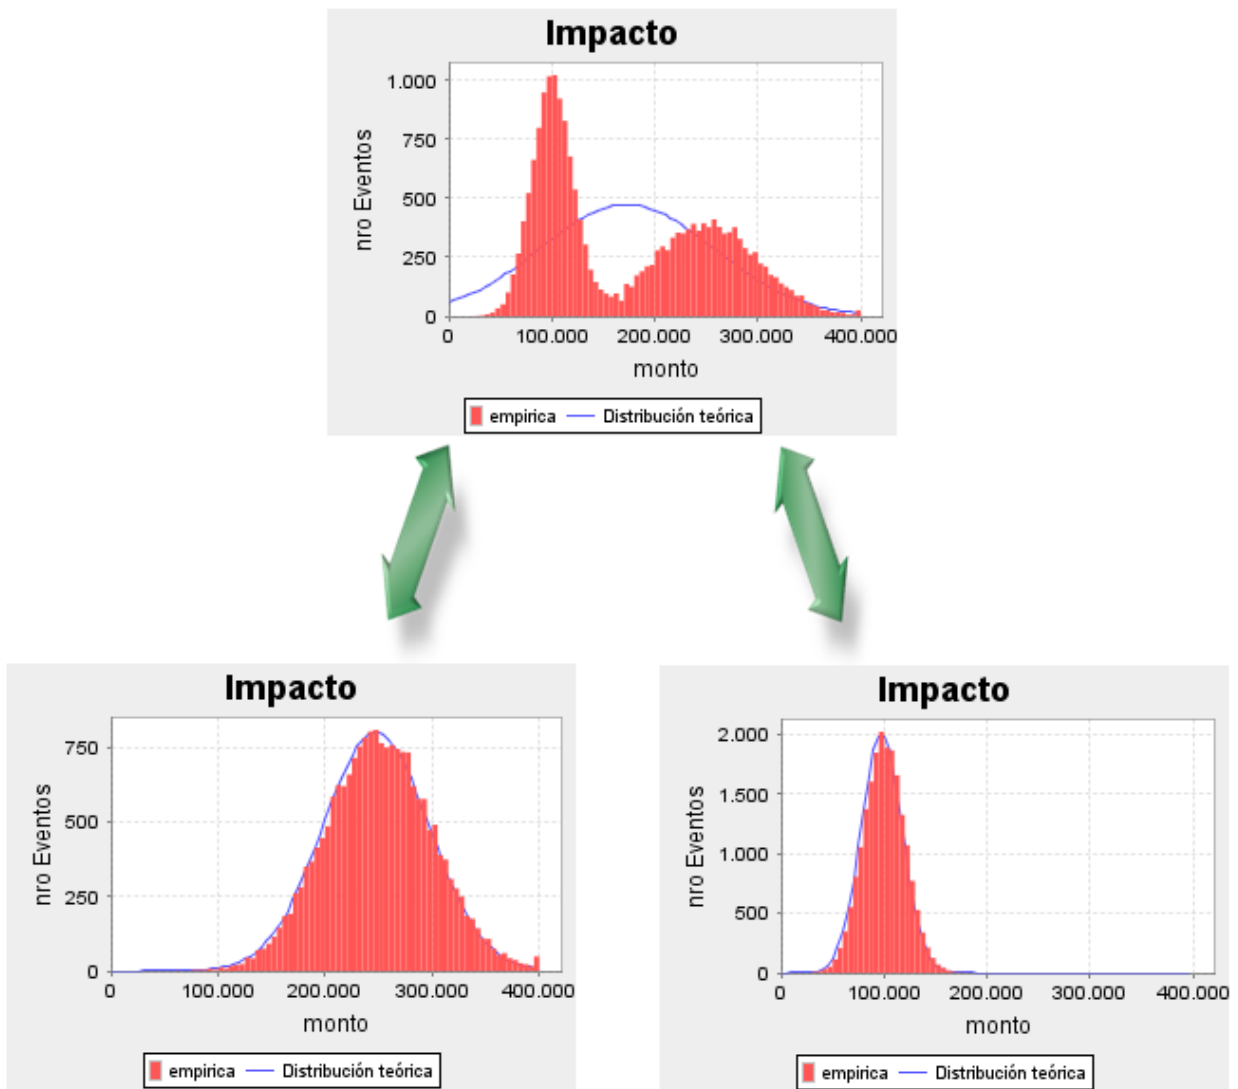 Impacto
nro Eventos
1.000
750
500
250
0
0 100.000 200.000 300.000 400.000
monto
empirica Distribución teórica
Impacto
nro Eventos
750
500
250
0
0 100.000 200.000 300.000 400.000
monto
empirica Distribución teórica
Impacto
nro Eventos
2.000
1.500
1.000
500
0
0 100.000 200.000 300.000 400.000
monto
empirica Distribución teórica